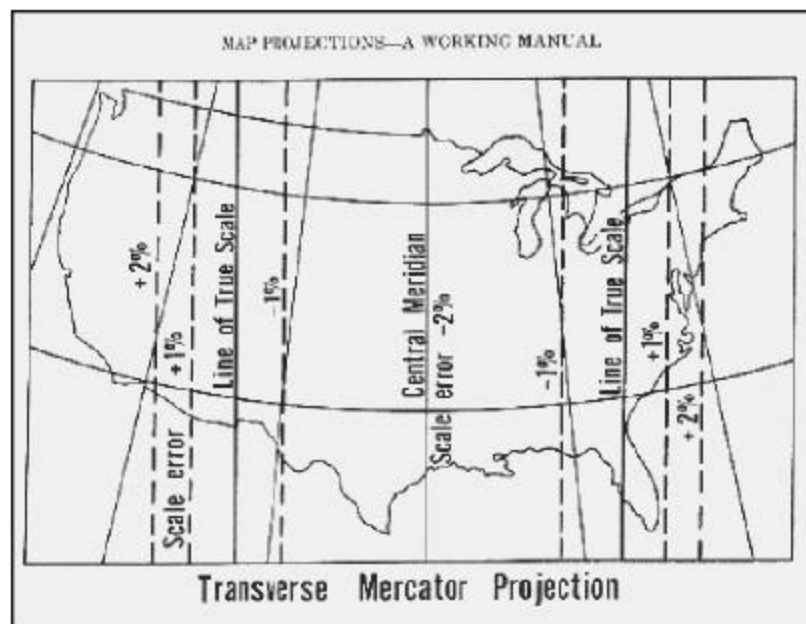 MAP PROJECTIONS—A WORKING MANUAL
+2%
+1%
Scale error
Line of True Scale
-1%
Central Meridian
Scale error -2%
-1%
Line of True Scale
+1%
+2%
Transverse Mercator Projection